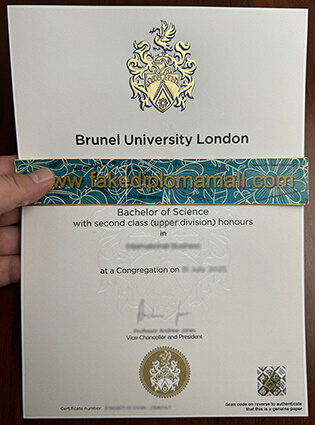 Brunel University London
www.fakediplomamall.com
Bachelor of Science
with second class (upper division) honours
in
International Business
at a Congregation on
Professor Andrew Jones
Vice-Chancellor and President
Scan code on reverse to authenticate
that this is a genuine paper
Certificate number: